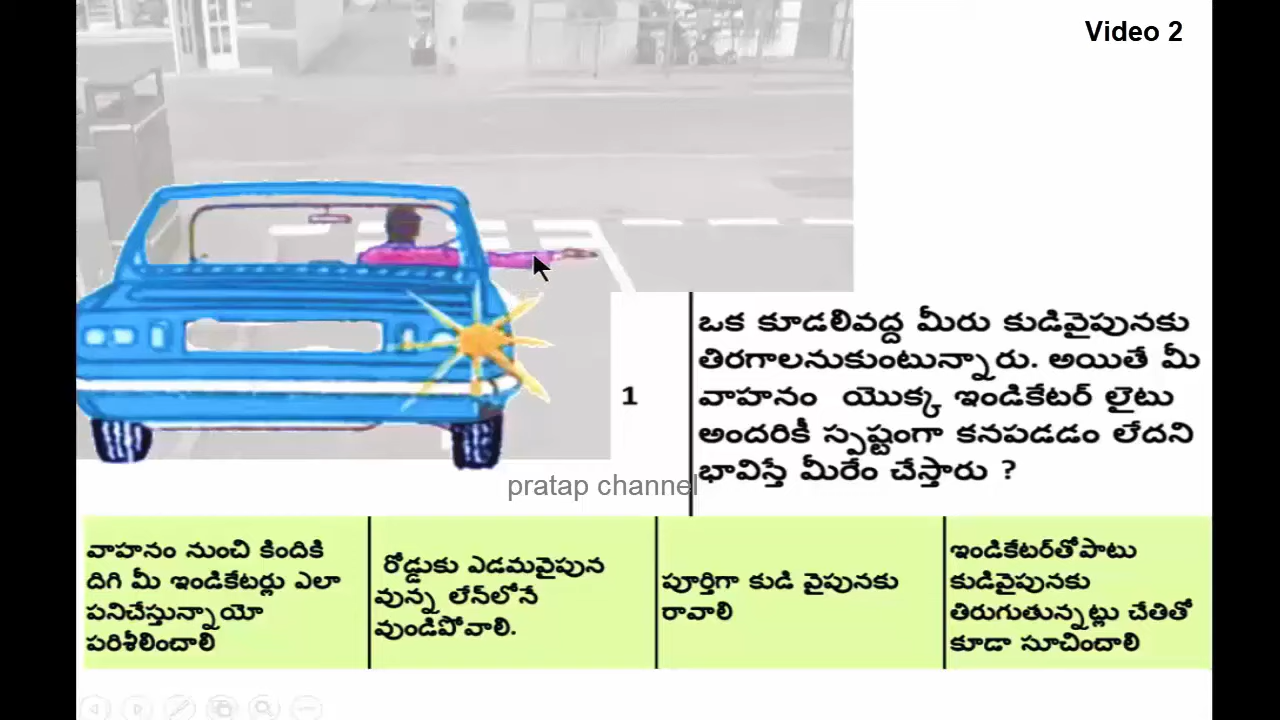 Video 2
1
ఒక కూడలివద్ద మీరు కుడివైపునకు
తిరగాలనుకుంటున్నారు. అయితే మీ
వాహనం యొక్క ఇండికేటర్ లైటు
అందరికీ స్పష్టంగా కనపడడం లేదని
భావిస్తే మీరేం చేస్తారు ?
pratap channel
వాహనం నుంచి కిందికి
దిగి మీ ఇండికేటర్లు ఎలా
పనిచేస్తున్నాయో
పరిశీలించాలి
రోడ్డుకు ఎడమవైపున
వున్న లేన్‌లోనే
వుండిపోవాలి.
పూర్తిగా కుడి వైపునకు
రావాలి
ఇండికేటర్‌తోపాటు
కుడివైపునకు
తిరుగుతున్నట్లు చేతితో
కూడా సూచించాలి